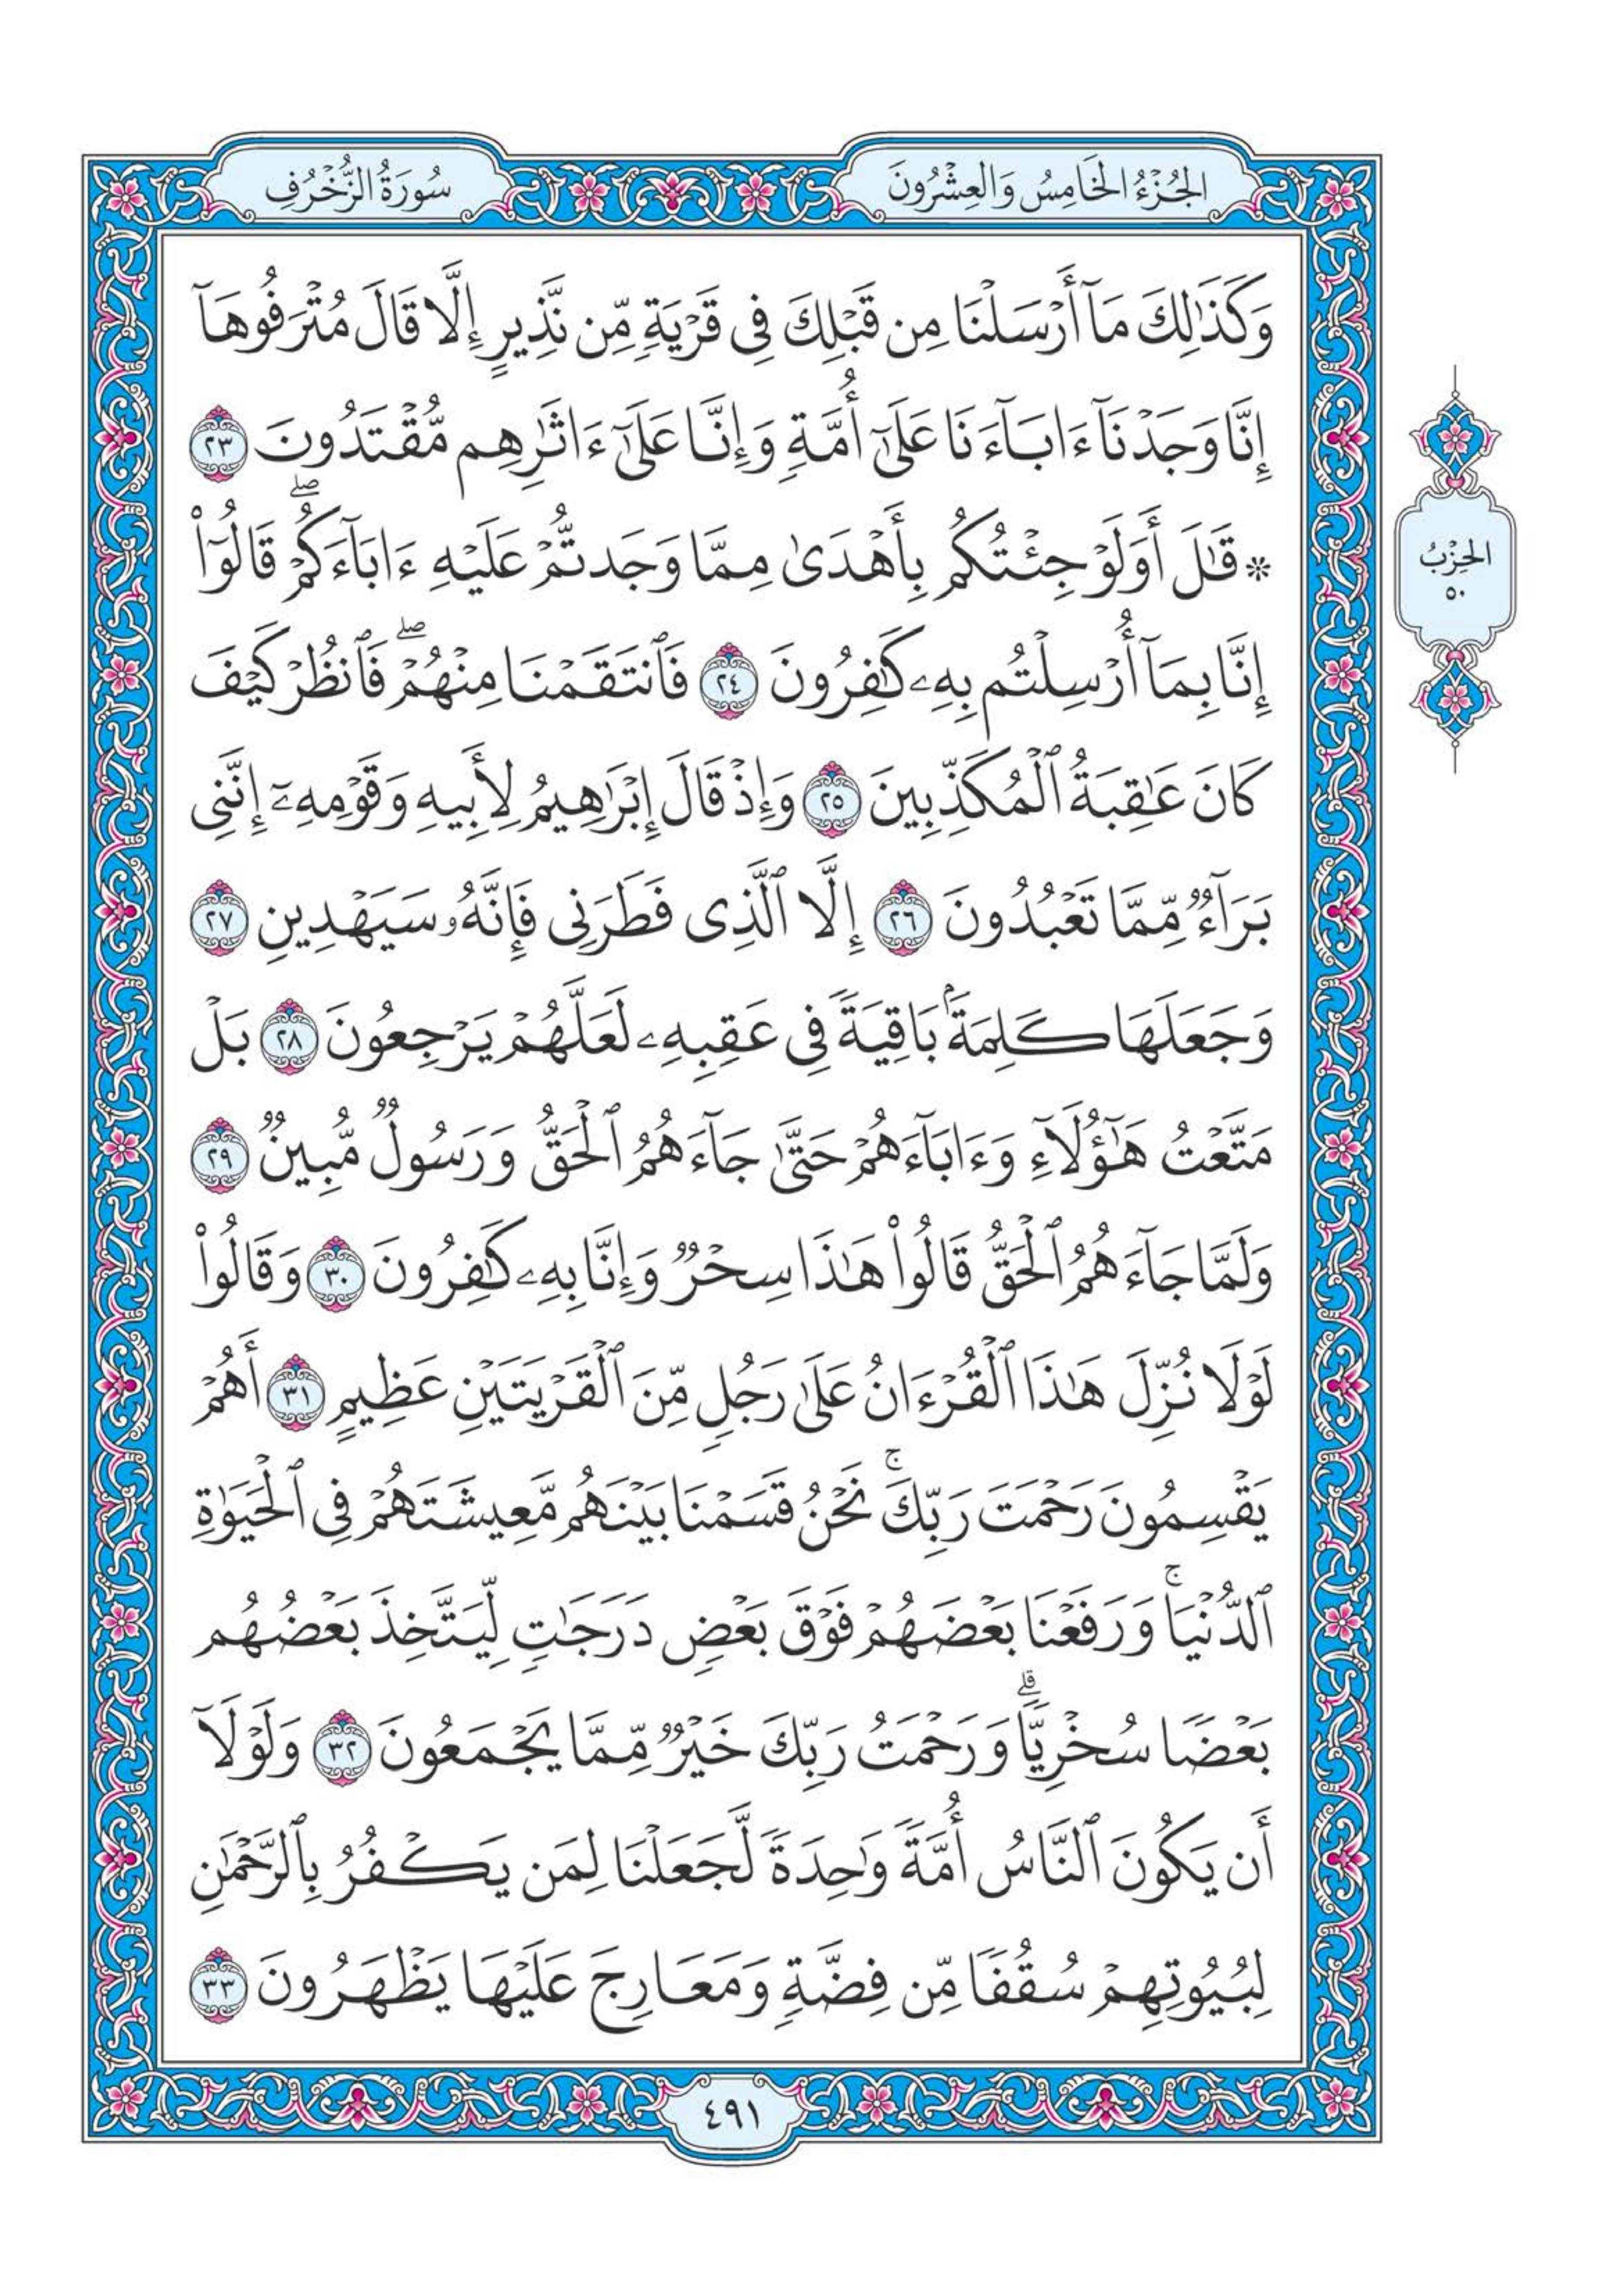 الجُزْءُ الخَامِسُ وَالعِشْرُونَ
سُورَةُ الزُّخْرُفِ
وَكَذَٰلِكَ مَآ أَرْسَلْنَا مِن قَبْلِكَ فِى قَرْيَةٍ مِّن نَّذِيرٍ إِلَّا قَالَ مُتْرَفُوهَآ
إِنَّا وَجَدْنَآ ءَابَآءَنَا عَلَىٰٓ أُمَّةٍ وَإِنَّا عَلَىٰٓ ءَاثَٰرِهِم مُّقْتَدُونَ ٢٣
۞ قَٰلَ أَوَلَوْ جِئْتُكُم بِأَهْدَىٰ مِمَّا وَجَدتُّمْ عَلَيْهِ ءَابَآءَكُمْۖ قَالُوٓا۟
إِنَّا بِمَآ أُرْسِلْتُم بِهِۦ كَٰفِرُونَ ٢٤ فَٱنتَقَمْنَا مِنْهُمْۖ فَٱنظُرْ كَيْفَ
كَانَ عَٰقِبَةُ ٱلْمُكَذِّبِينَ ٢٥ وَإِذْ قَالَ إِبْرَٰهِيمُ لِأَبِيهِ وَقَوْمِهِۦٓ إِنَّنِى
بَرَآءٌ مِّمَّا تَعْبُدُونَ ٢٦ إِلَّا ٱلَّذِى فَطَرَنِى فَإِنَّهُۥ سَيَهْدِينِ ٢٧
وَجَعَلَهَا كَلِمَةًۢ بَاقِيَةً فِى عَقِبِهِۦ لَعَلَّهُمْ يَرْجِعُونَ ٢٨ بَلْ
مَتَّعْتُ هَٰٓؤُلَآءِ وَءَابَآءَهُمْ حَتَّىٰ جَآءَهُمُ ٱلْحَقُّ وَرَسُولٌ مُّبِينٌ ٢٩
وَلَمَّا جَآءَهُمُ ٱلْحَقُّ قَالُوا۟ هَٰذَا سِحْرٌ وَإِنَّا بِهِۦ كَٰفِرُونَ ٣٠ وَقَالُوا۟
لَوْلَا نُزِّلَ هَٰذَا ٱلْقُرْءَانُ عَلَىٰ رَجُلٍ مِّنَ ٱلْقَرْيَتَيْنِ عَظِيمٍ ٣١ أَهُمْ
يَقْسِمُونَ رَحْمَتَ رَبِّكَۚ نَحْنُ قَسَمْنَا بَيْنَهُم مَّعِيشَتَهُمْ فِى ٱلْحَيَوٰةِ
ٱلدُّنْيَاۚ وَرَفَعْنَا بَعْضَهُمْ فَوْقَ بَعْضٍ دَرَجَٰتٍ لِّيَتَّخِذَ بَعْضُهُم
بَعْضًا سُخْرِيًّاۗ وَرَحْمَتُ رَبِّكَ خَيْرٌ مِّمَّا يَجْمَعُونَ ٣٢ وَلَوْلَآ
أَن يَكُونَ ٱلنَّاسُ أُمَّةً وَٰحِدَةً لَّجَعَلْنَا لِمَن يَكْفُرُ بِٱلرَّحْمَٰنِ
لِبُيُوتِهِمْ سُقُفًا مِّن فِضَّةٍ وَمَعَارِجَ عَلَيْهَا يَظْهَرُونَ ٣٣
الحِزْبُ
٥٠
٤٩١